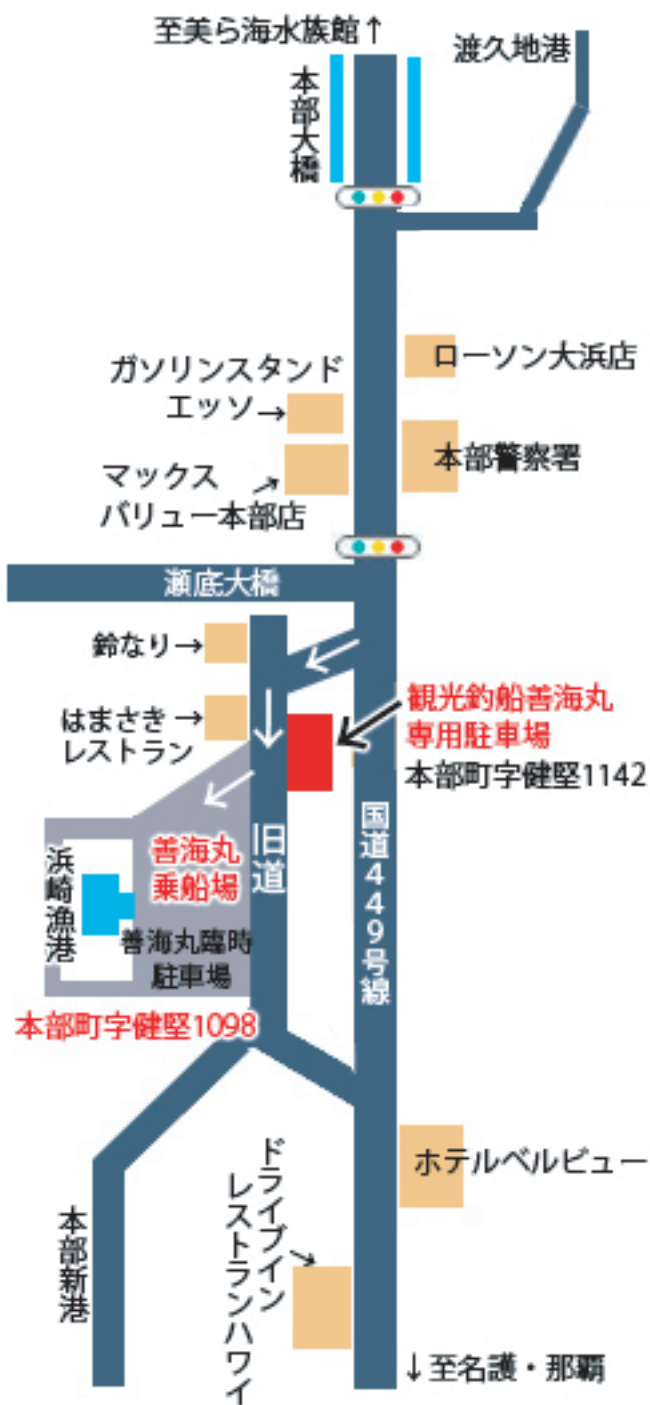 至美ら海水族館↑
渡久地港
本部大橋
ローソン大浜店
ガソリンスタンド
エッソ→
本部警察署
マックス
バリュー本部店
瀬底大橋
鈴なり→
はまさき→
レストラン
観光釣船善海丸
専用駐車場
本部町字健堅1142
国道449号線
旧道
善海丸
乗船場
浜崎漁港
善海丸臨時
駐車場
本部町字健堅1098
ホテルベルビュー
ドライブイン
レストランハワイ
本部新港
↓至名護・那覇